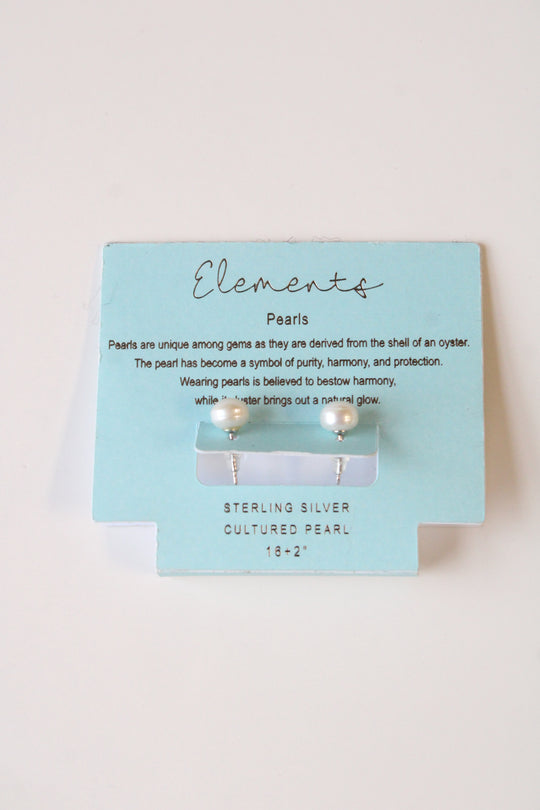 Elements
Pearls
Pearls are unique among gems as they are derived from the shell of an oyster.
The pearl has become a symbol of purity, harmony, and protection.
Wearing pearls is believed to bestow harmony,
while its luster brings out a natural glow.
STERLING SILVER
CULTURED PEARL
16+2"